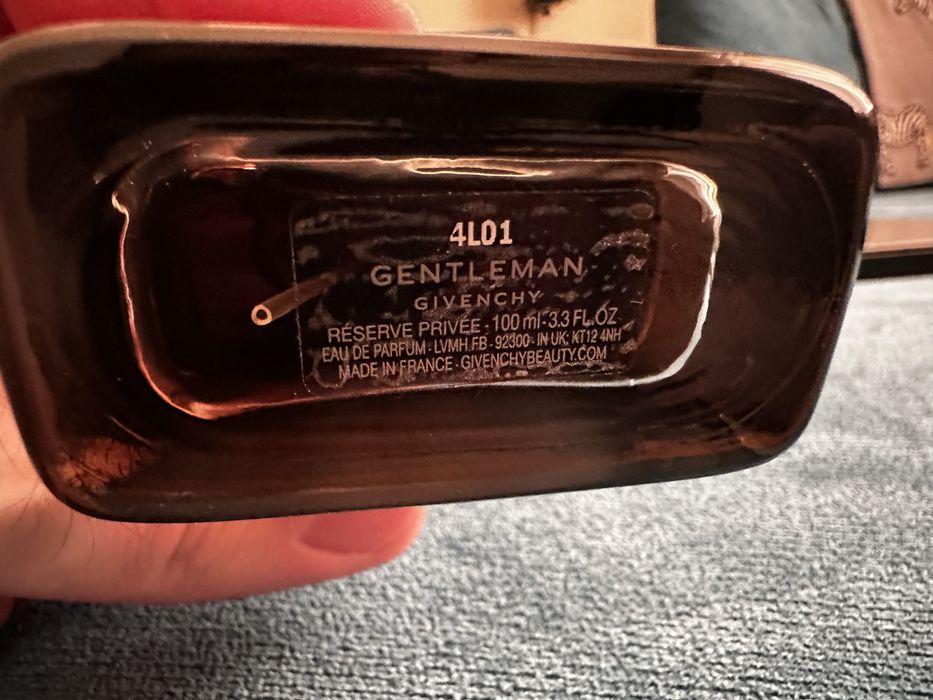 4L01
GENTLEMAN
GIVENCHY
RÉSERVE PRIVÉE - 100 ml - 3.3 FL.OZ
EAU DE PARFUM - LVMH FB - 92300 - IN UK: KT12 4NH
MADE IN FRANCE - GIVENCHYBEAUTY.COM